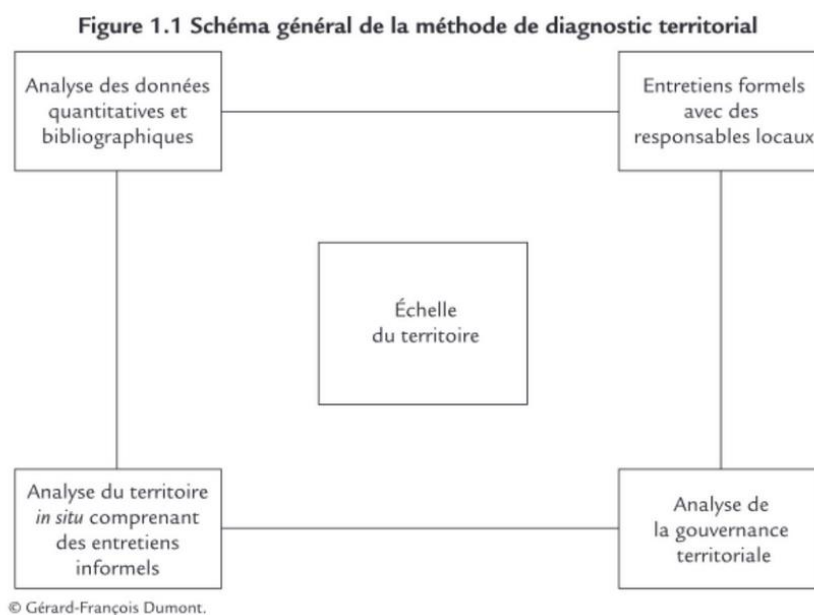 Figure 1.1 Schéma général de la méthode de diagnostic territorial
Analyse des données
quantitatives et
bibliographiques
Entretiens formels
avec des
responsables locaux
Échelle
du territoire
Analyse du territoire
in situ comprenant
des entretiens
informels
Analyse de
la gouvernance
territoriale
© Gérard-François Dumont.